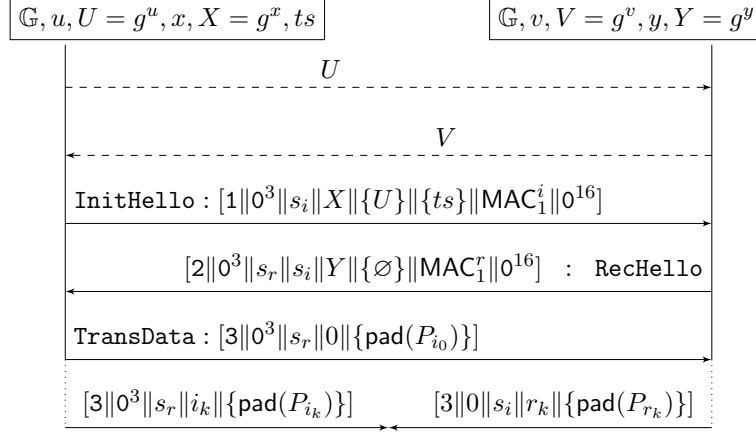 𝔾, u, U = g^u, x, X = g^x, ts
𝔾, v, V = g^v, y, Y = g^y
U
V
InitHello : [1‖0^3‖s_i‖X‖{U}‖{ts}‖MAC_1^i‖0^16]
[2‖0^3‖s_r‖s_i‖Y‖{∅}‖MAC_1^r‖0^16] : RecHello
TransData : [3‖0^3‖s_r‖0‖{pad(P_{i_0})}]
[3‖0^3‖s_r‖i_k‖{pad(P_{i_k})}]
[3‖0‖s_i‖r_k‖{pad(P_{r_k})}]